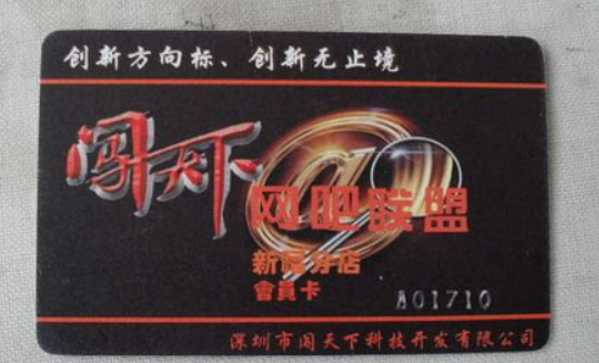 创新方向标、创新无止境
闯天下
@
网吧联盟
新冠分店
會員卡
A01710
深圳市闯天下科技开发有限公司